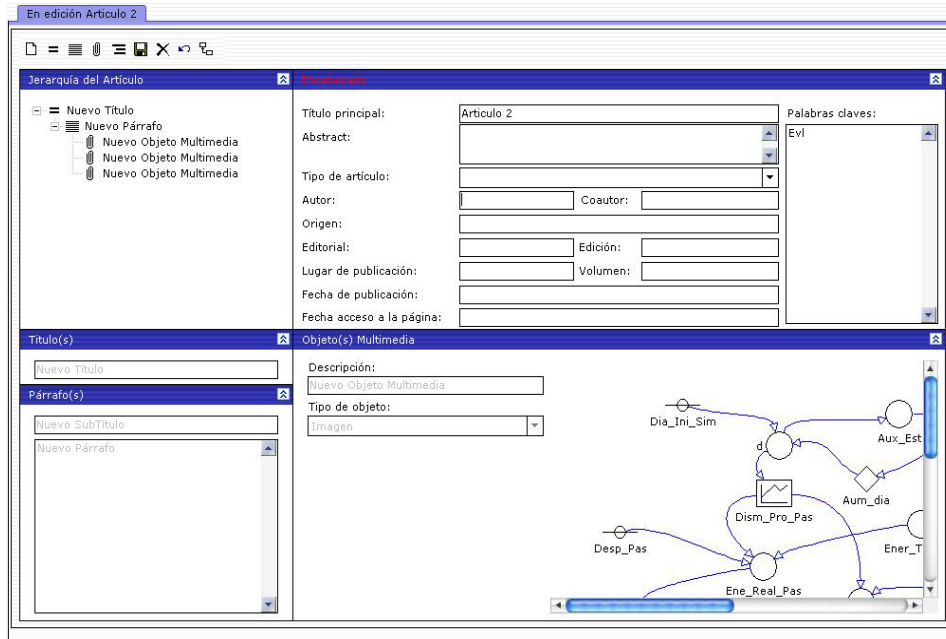 En edición Articulo 2
Jerarquía del Artículo
Nuevo Título
Nuevo Párrafo
Nuevo Objeto Multimedia
Nuevo Objeto Multimedia
Nuevo Objeto Multimedia
Encabezado
Título principal:
Articulo 2
Palabras claves:
Abstract:
Evl
Tipo de artículo:
Autor:
Coautor:
Origen:
Editorial:
Edición:
Lugar de publicación:
Volumen:
Fecha de publicación:
Fecha acceso a la página:
Titulo(s)
Nuevo Título
Párrafo(s)
Nuevo SubTítulo
Nuevo Párrafo
Objeto(s) Multimedia
Descripción:
Nuevo Objeto Multimedia
Tipo de objeto:
Imagen
Dia_Ini_Sim
d
Aux_Est
Aum_dia
Dism_Pro_Pas
Desp_Pas
Ener_T
Ene_Real_Pas